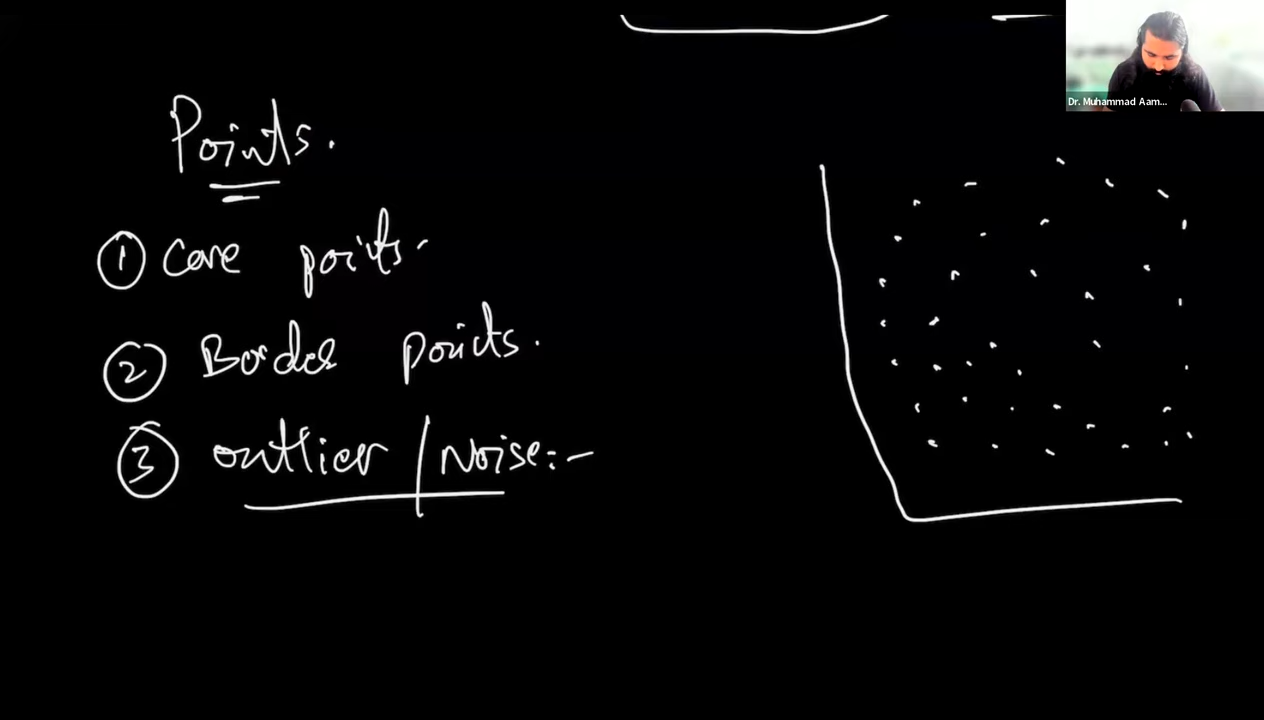 Points.
① Core points.
② Border points.
③ outlier / Noise:-
Dr. Muhammad Aam...